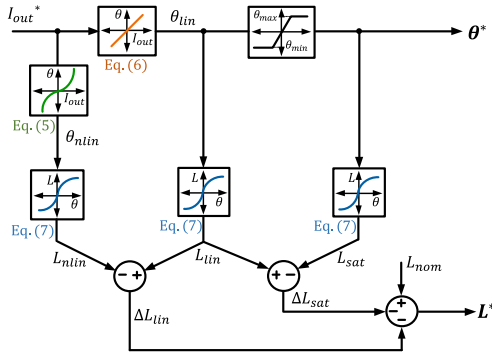 I_out* θ I_out θ_lin θ_max θ_min θ*
Eq. (6)
θ I_out
Eq. (5)
θ_nlin
L θ L θ L θ
Eq. (7) Eq. (7) Eq. (7)
L_nlin L_lin L_sat L_nom
− + + −
ΔL_lin ΔL_sat + − − L*